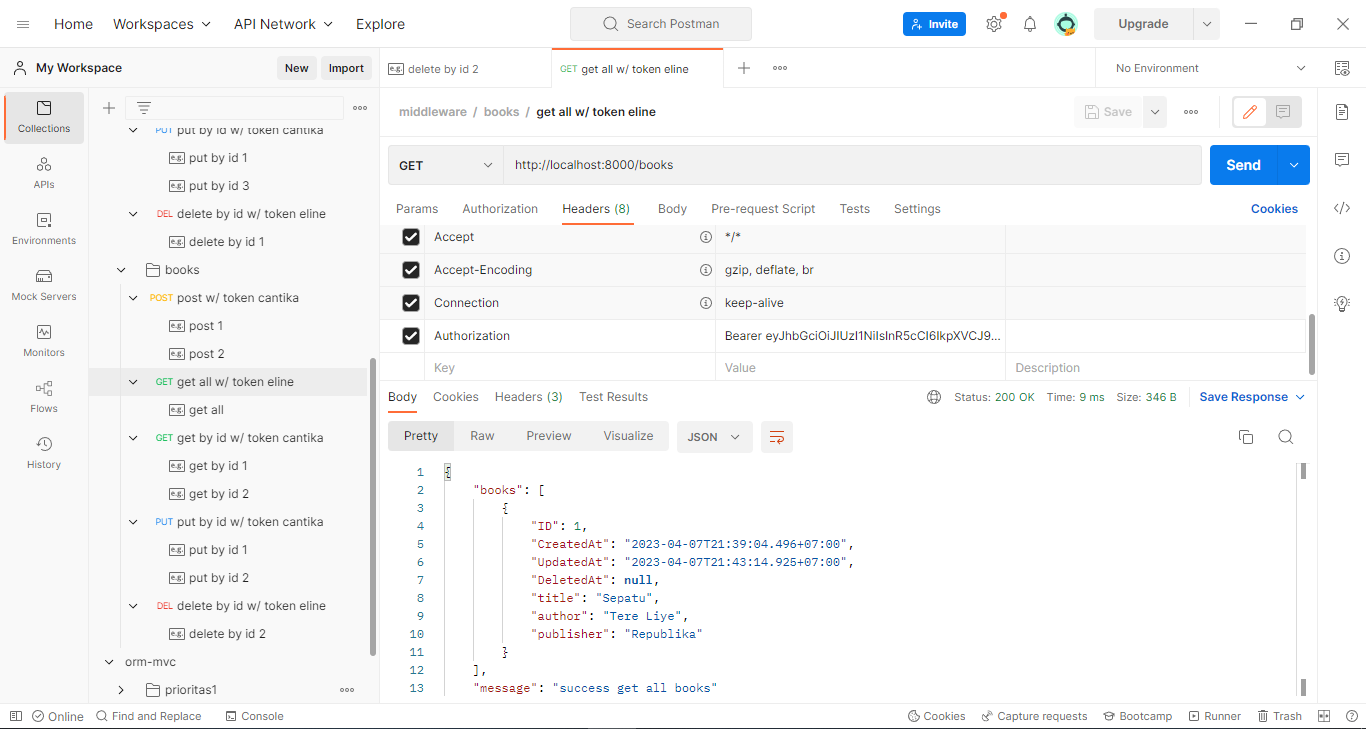 Home Workspaces API Network Explore Search Postman Invite Upgrade
My Workspace New Import
GET delete by id 2
GET get all w/ token eline
No Environment
Collections
APIs
Environments
Mock Servers
Monitors
Flows
History
PUT put by id w/ token cantika
e.g. put by id 1
e.g. put by id 3
DEL delete by id w/ token eline
e.g. delete by id 1
books
POST post w/ token cantika
e.g. post 1
e.g. post 2
GET get all w/ token eline
e.g. get all
GET get by id w/ token cantika
e.g. get by id 1
e.g. get by id 2
PUT put by id w/ token cantika
e.g. put by id 1
e.g. put by id 2
DEL delete by id w/ token eline
e.g. delete by id 2
orm-mvc
prioritas1
middleware / books / get all w/ token eline Save
GET http://localhost:8000/books Send
Params Authorization Headers (8) Body Pre-request Script Tests Settings Cookies
Accept */*
Accept-Encoding gzip, deflate, br
Connection keep-alive
Authorization Bearer eyJhbGciOiJIUzI1NiIsInR5cCI6IkpXVCJ9...
Key Value Description
Body Cookies Headers (3) Test Results Status: 200 OK Time: 9 ms Size: 346 B Save Response
Pretty Raw Preview Visualize JSON
1 {
2 "books": [
3 {
4 "ID": 1,
5 "CreatedAt": "2023-04-07T21:39:04.496+07:00",
6 "UpdatedAt": "2023-04-07T21:43:14.925+07:00",
7 "DeletedAt": null,
8 "title": "Sepatu",
9 "author": "Tere Liye",
10 "publisher": "Republika"
11 }
12 ],
13 "message": "success get all books"
Online Find and Replace Console Cookies Capture requests Bootcamp Runner Trash